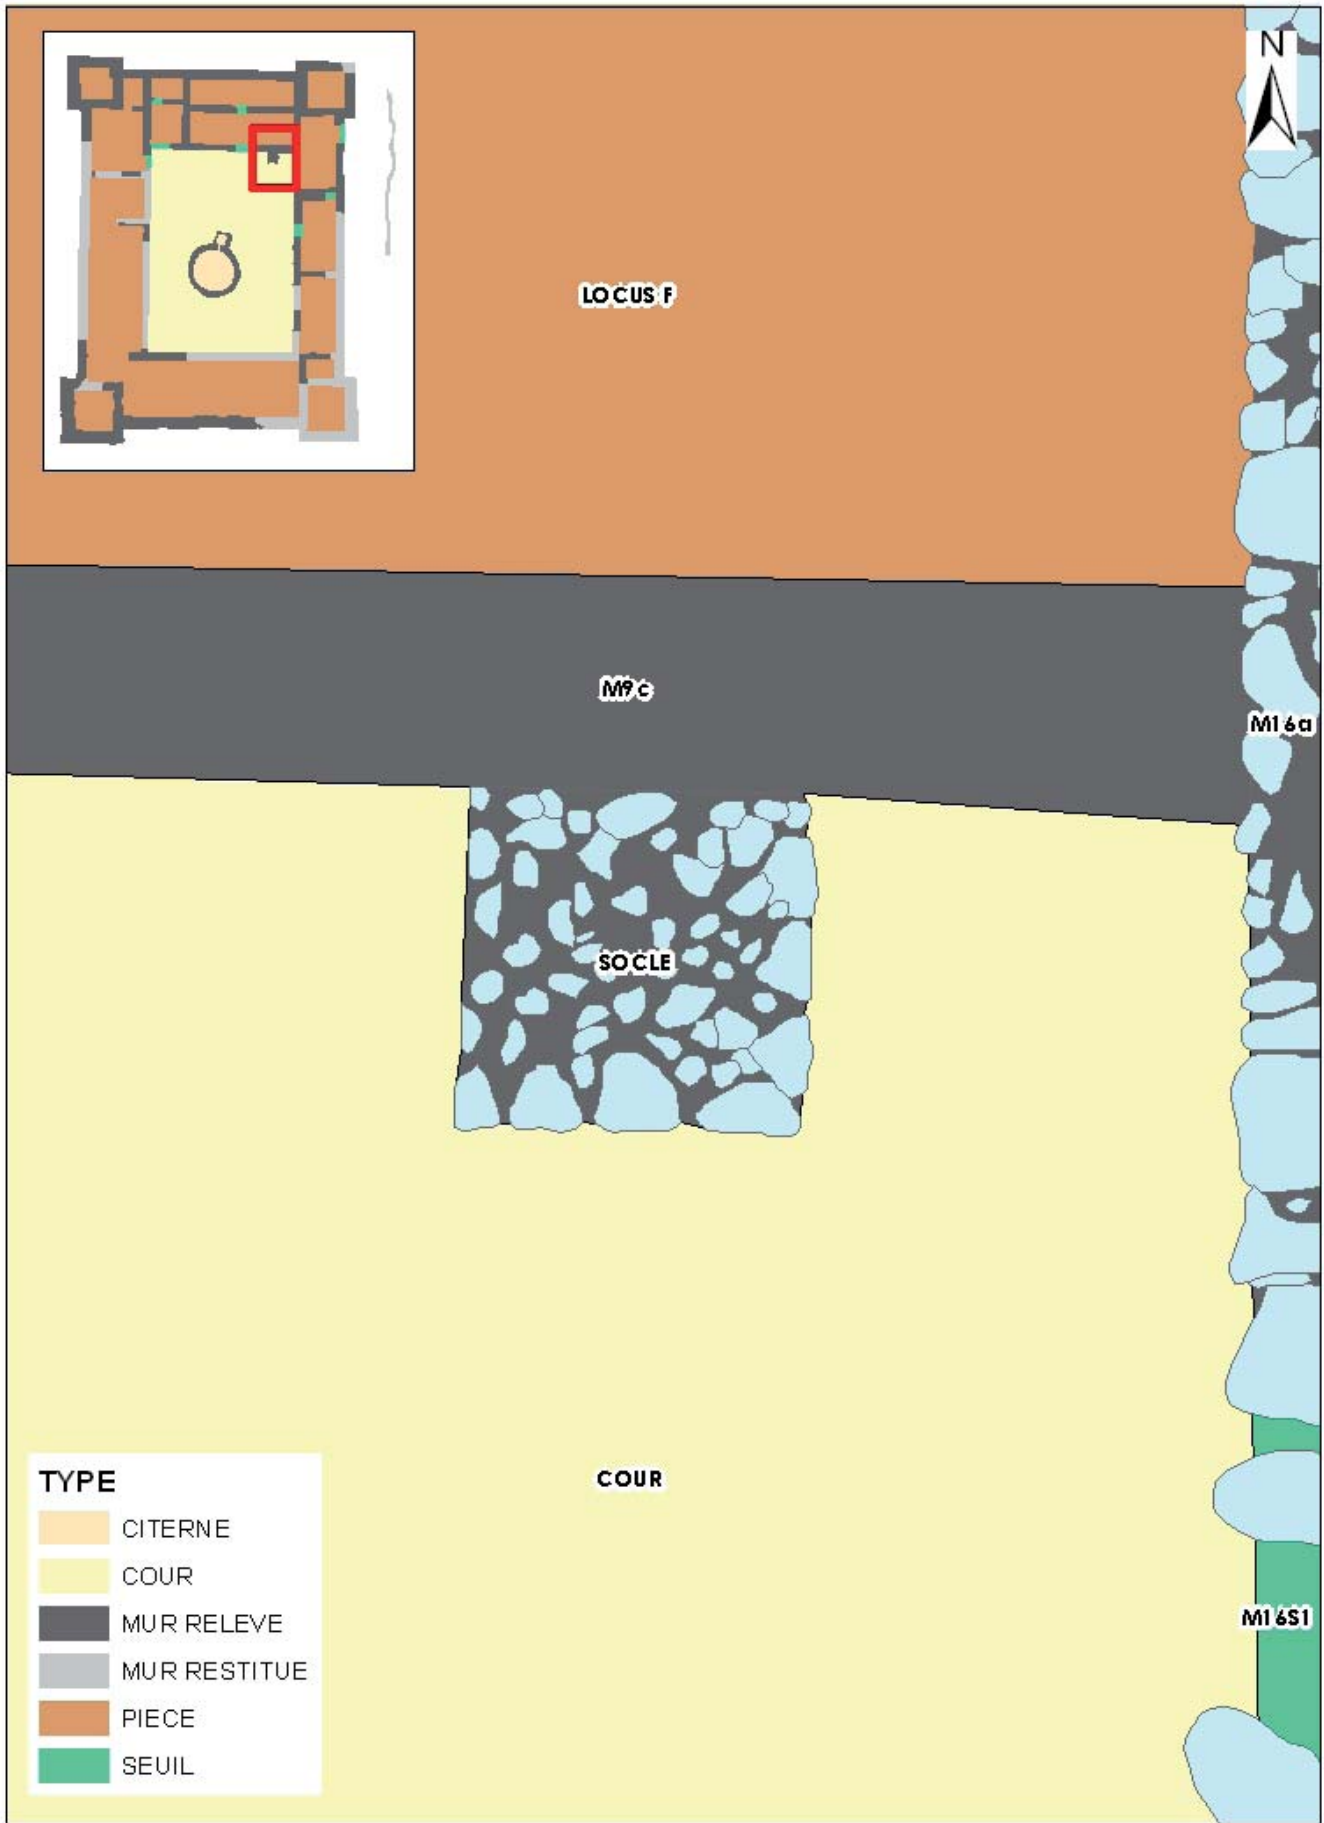 N
LOCUS F
M9c
M16a
SOCLE
COUR
M16S1
TYPE
CITERNE
COUR
MUR RELEVE
MUR RESTITUE
PIECE
SEUIL